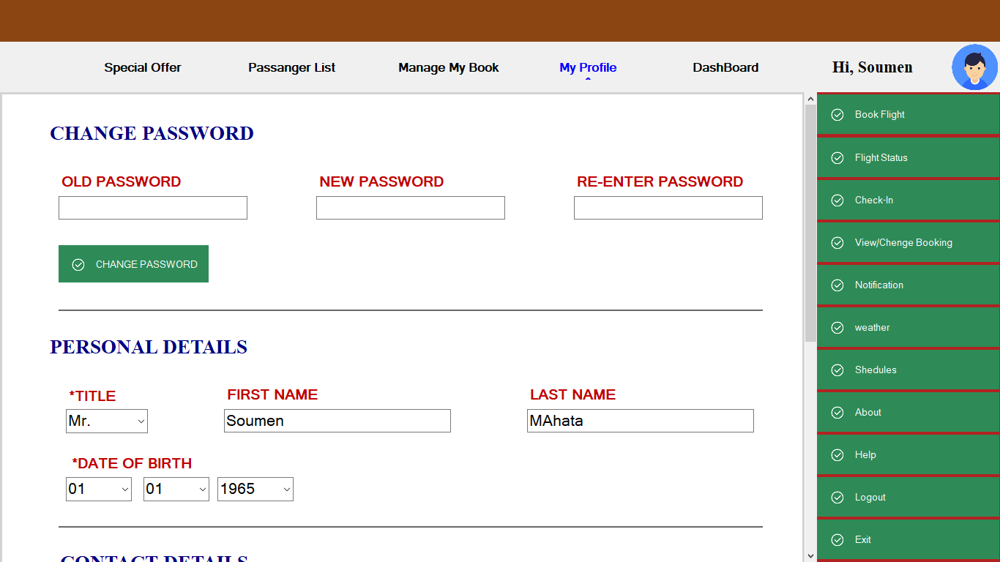 Special Offer Passanger List Manage My Book My Profile DashBoard Hi, Soumen
CHANGE PASSWORD
OLD PASSWORD NEW PASSWORD RE-ENTER PASSWORD
CHANGE PASSWORD
PERSONAL DETAILS
*TITLE FIRST NAME LAST NAME
Mr. Soumen MAhata
*DATE OF BIRTH
01 01 1965
CONTACT DETAILS
Book Flight
Flight Status
Check-In
View/Chenge Booking
Notification
weather
Shedules
About
Help
Logout
Exit